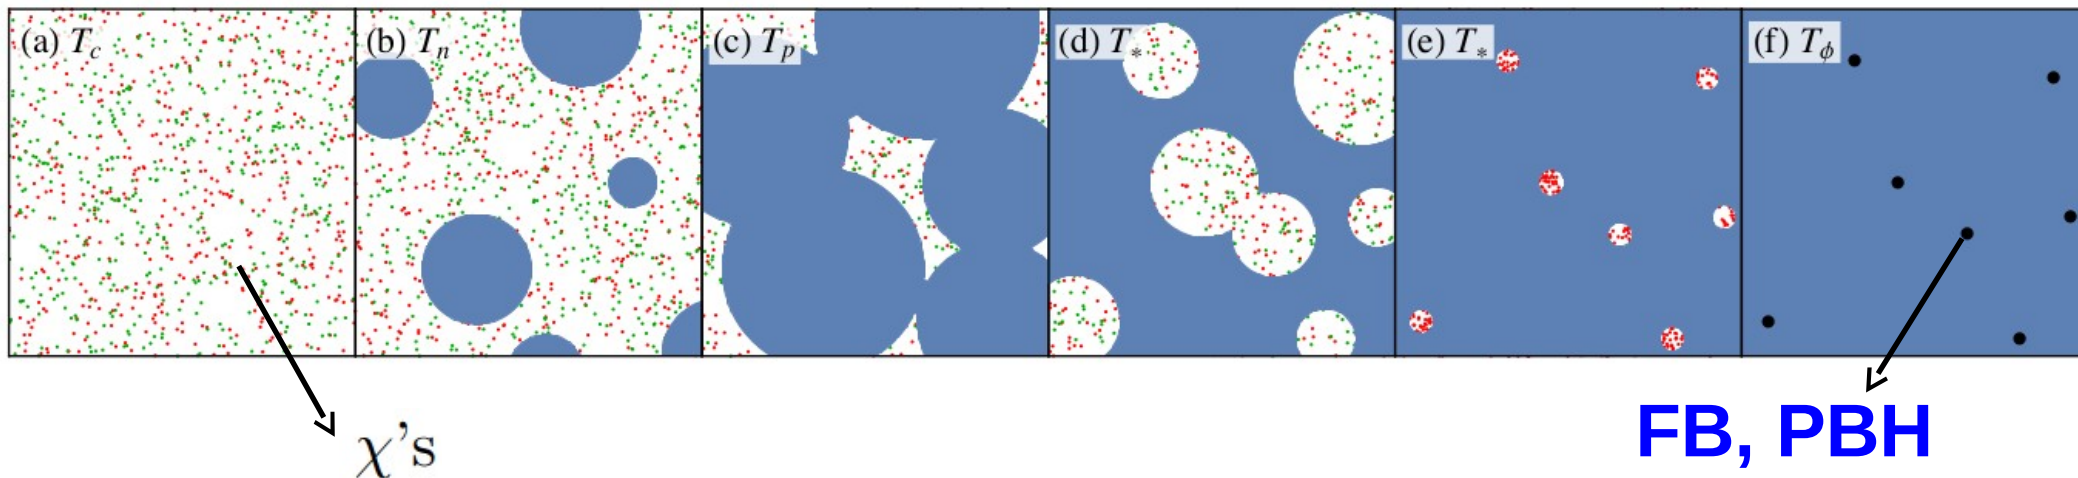 (a) T_c (b) T_n (c) T_p (d) T_* (e) T_* (f) T_ϕ
χ's
FB, PBH